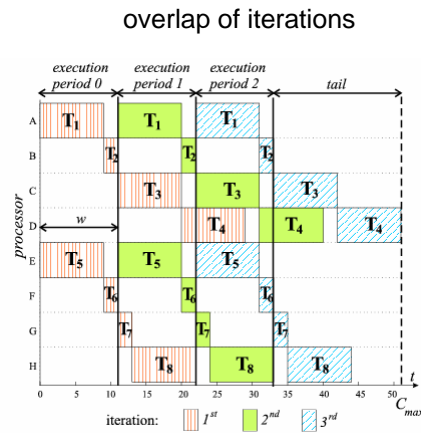 overlap of iterations
execution period 0
execution period 1
execution period 2
tail
A T1 T1 T1
B T2 T2 T2
C T3 T3 T3
D w T4 T4 T4
E T5 T5 T5
F T6 T6 T6
G T7 T7 T7
H T8 T8 T8
processor
0 5 10 15 20 25 30 35 40 45 50 t
Cmax
iteration: 1st 2nd 3rd